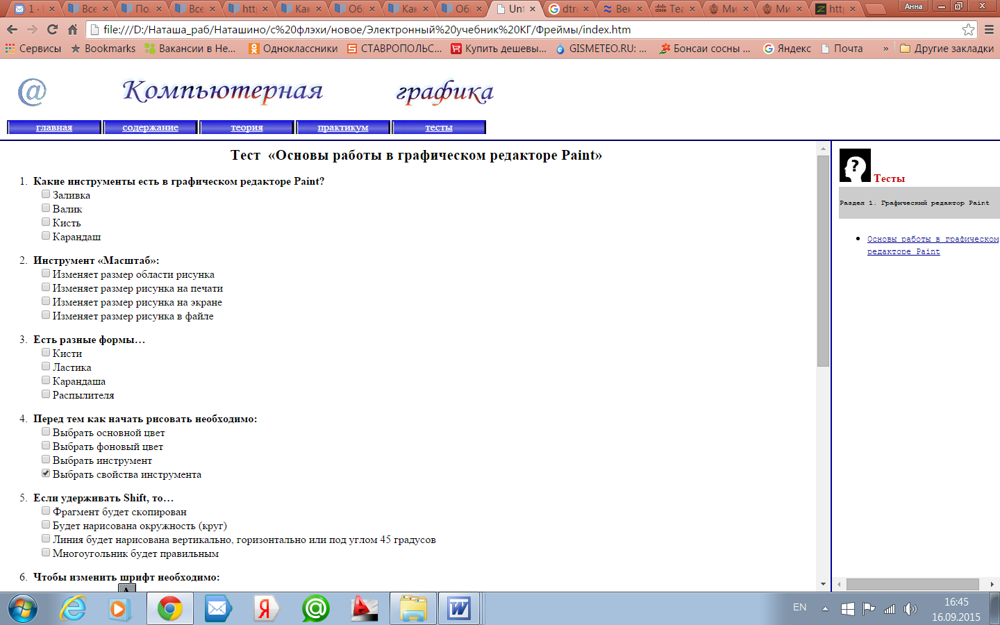 1 ·
Все
По.
Все
http
Как
Обр
Как
Обр
Unt
dtr
Век
Теа
Ми
Ми
http
Анна
file:///D:/Наташа_раб/Наташино/с%20флэхи/новое/Электронный%20учебник%20КГ/Фреймы/index.htm
Сервисы
Bookmarks
Вакансии в Не...
Одноклассники
СТАВРОПОЛЬС...
Купить дешевы...
GISMETEO.RU: ...
Бонсаи сосны ...
Яндекс
Почта
»
Другие закладки
@ Компьютерная графика
главная
содержание
теория
практикум
тесты
Тест «Основы работы в графическом редакторе Paint»
1. Какие инструменты есть в графическом редакторе Paint?
Заливка
Валик
Кисть
Карандаш
2. Инструмент «Масштаб»:
Изменяет размер области рисунка
Изменяет размер рисунка на печати
Изменяет размер рисунка на экране
Изменяет размер рисунка в файле
3. Есть разные формы…
Кисти
Ластика
Карандаша
Распылителя
4. Перед тем как начать рисовать необходимо:
Выбрать основной цвет
Выбрать фоновый цвет
Выбрать инструмент
Выбрать свойства инструмента
5. Если удерживать Shift, то…
Фрагмент будет скопирован
Будет нарисована окружность (круг)
Линия будет нарисована вертикально, горизонтально или под углом 45 градусов
Многоугольник будет правильным
6. Чтобы изменить шрифт необходимо:
? Тесты
Раздел 1. Графический редактор Paint
Основы работы в графическом
редакторе Paint
EN
16:45
16.09.2015